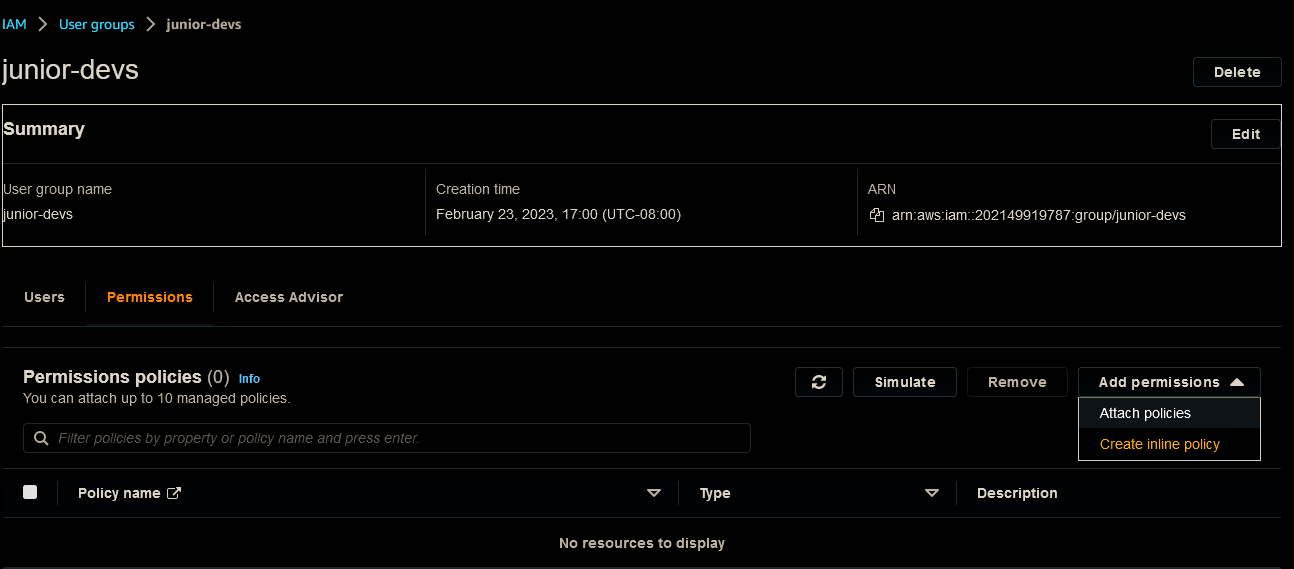 IAM > User groups > junior-devs
junior-devs
Delete
Summary
Edit
User group name
junior-devs
Creation time
February 23, 2023, 17:00 (UTC-08:00)
ARN
arn:aws:iam::202149919787:group/junior-devs
Users
Permissions
Access Advisor
Permissions policies (0) Info
You can attach up to 10 managed policies.
Simulate
Remove
Add permissions
Attach policies
Create inline policy
Filter policies by property or policy name and press enter.
Policy name
Type
Description
No resources to display